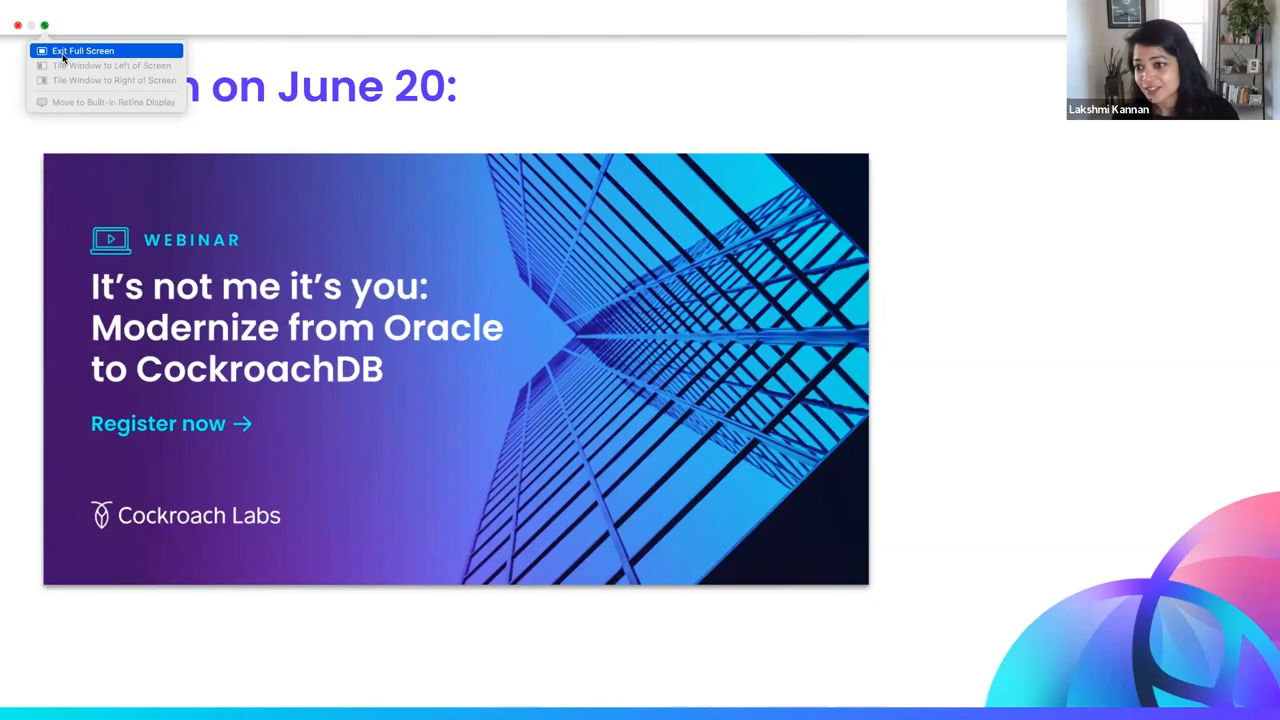 Exit Full Screen
Tile Window to Left of Screen
Tile Window to Right of Screen
Move to Built-in Retina Display
on June 20:
Lakshmi Kannan
WEBINAR
It's not me it's you:
Modernize from Oracle
to CockroachDB
Register now →
Cockroach Labs